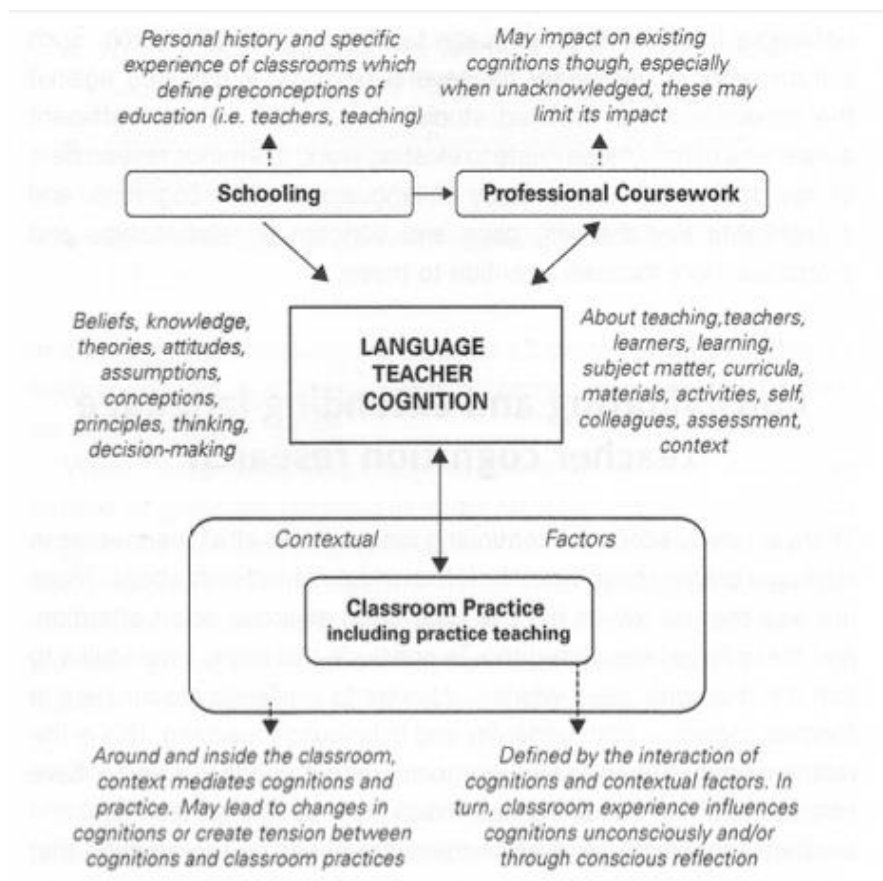 Personal history and specific
experience of classrooms which
define preconceptions of
education (i.e. teachers, teaching)
May impact on existing
cognitions though, especially
when unacknowledged, these may
limit its impact
Schooling
Professional Coursework
Beliefs, knowledge,
theories, attitudes,
assumptions,
conceptions,
principles, thinking,
decision-making
LANGUAGE
TEACHER
COGNITION
About teaching,teachers,
learners, learning,
subject matter, curricula,
materials, activities, self,
colleagues, assessment,
context
Contextual Factors
Classroom Practice
including practice teaching
Around and inside the classroom,
context mediates cognitions and
practice. May lead to changes in
cognitions or create tension between
cognitions and classroom practices
Defined by the interaction of
cognitions and contextual factors. In
turn, classroom experience influences
cognitions unconsciously and/or
through conscious reflection